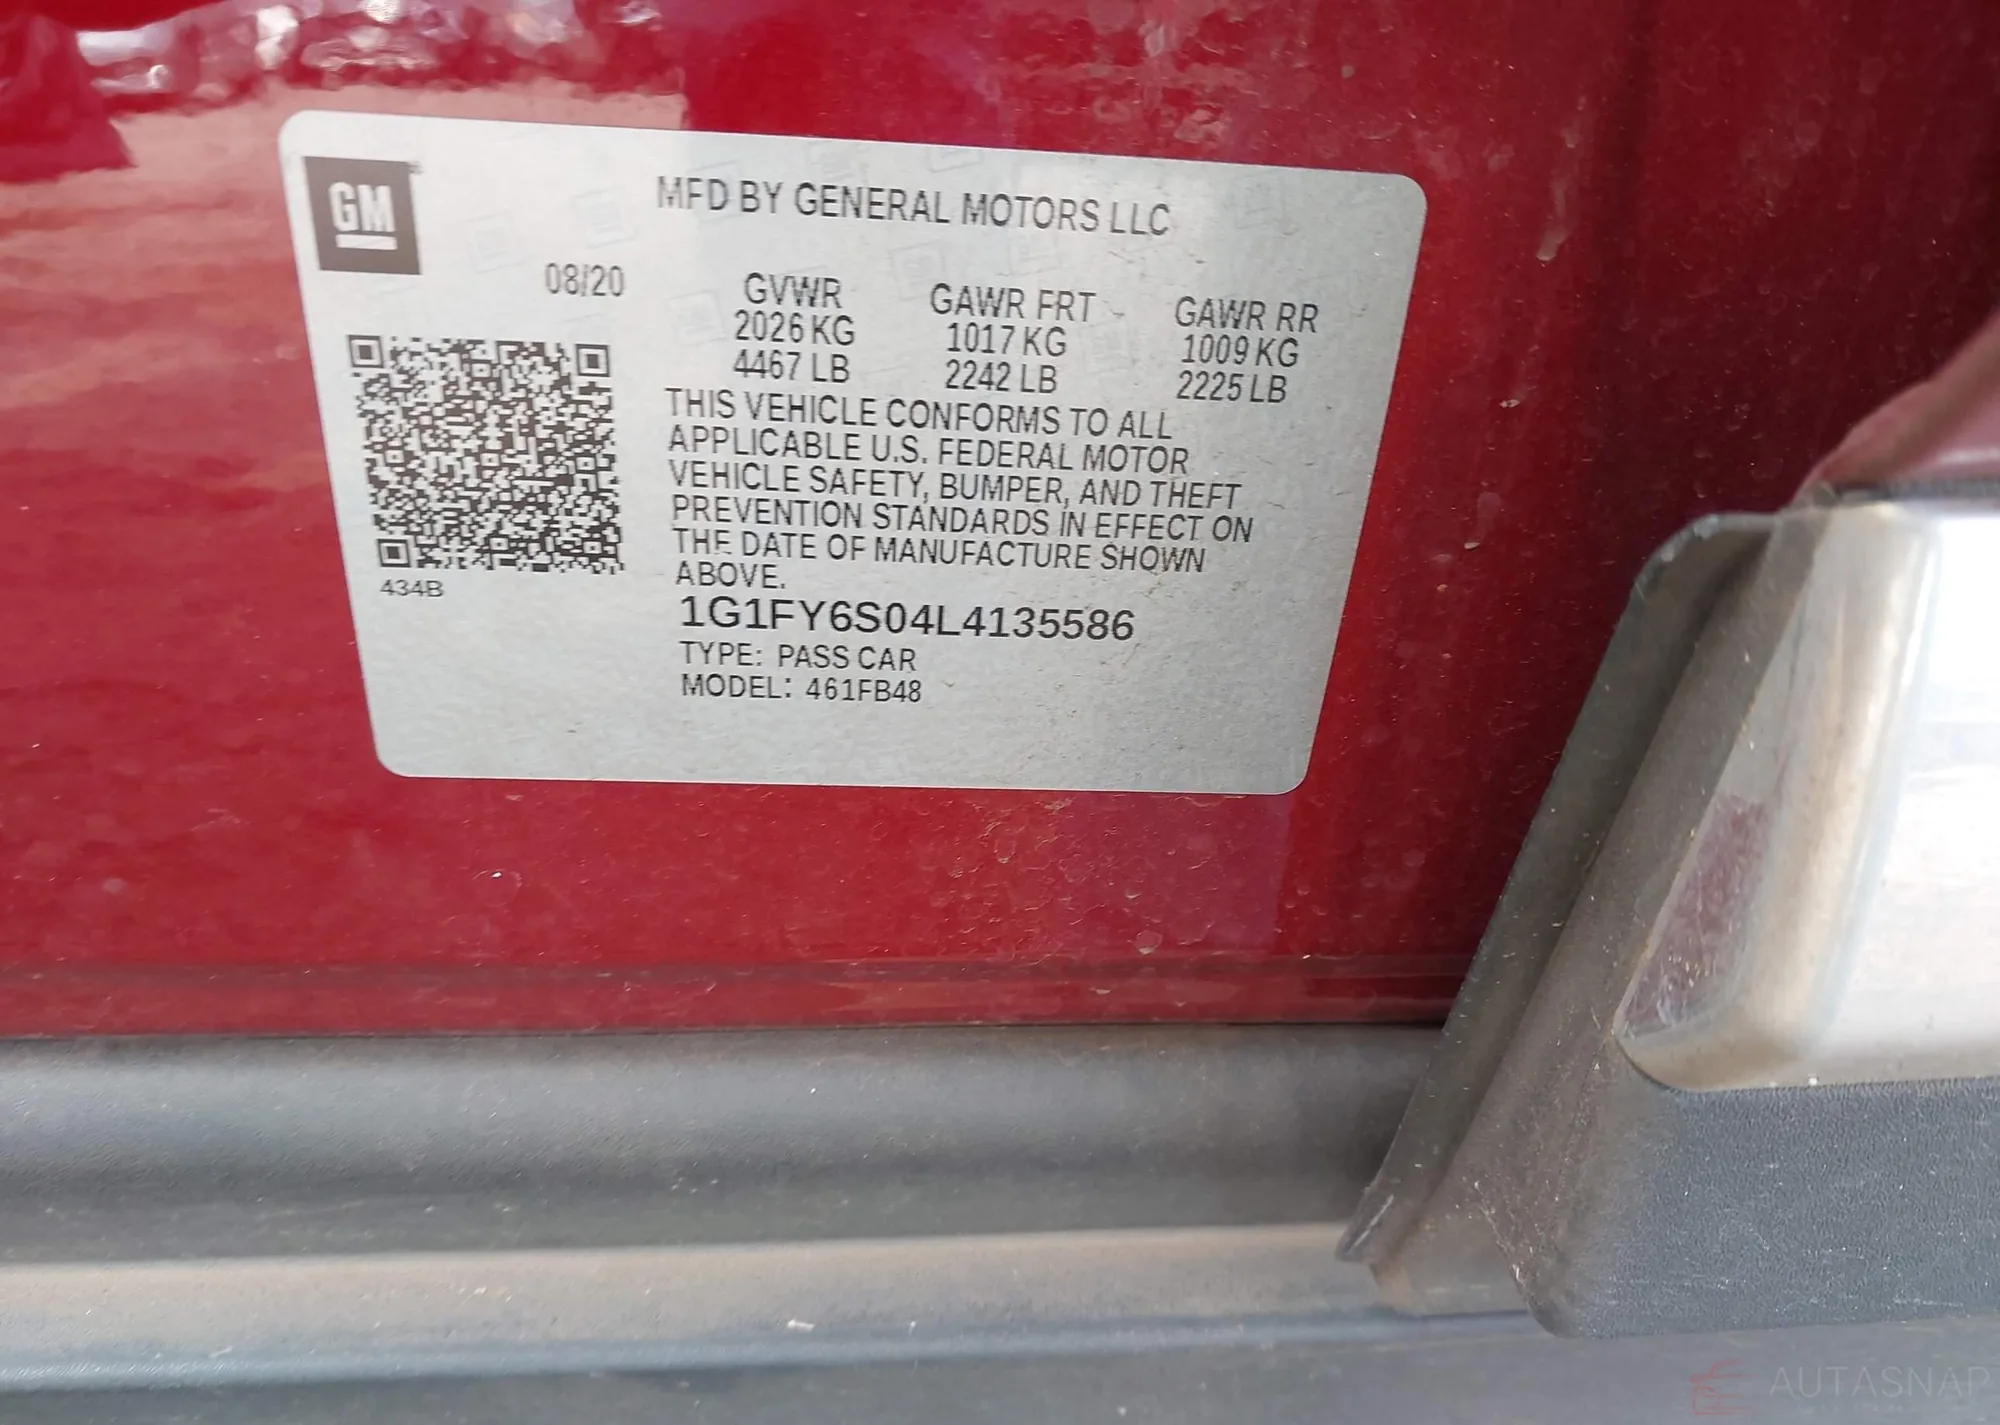 GM
MFD BY GENERAL MOTORS LLC
08/20
GVWR GAWR FRT GAWR RR
2026 KG 1017 KG 1009 KG
4467 LB 2242 LB 2225 LB
THIS VEHICLE CONFORMS TO ALL
APPLICABLE U.S. FEDERAL MOTOR
VEHICLE SAFETY, BUMPER, AND THEFT
PREVENTION STANDARDS IN EFFECT ON
THE DATE OF MANUFACTURE SHOWN
ABOVE.
434B
1G1FY6S04L4135586
TYPE: PASS CAR
MODEL: 461FB48
AUTASNAP